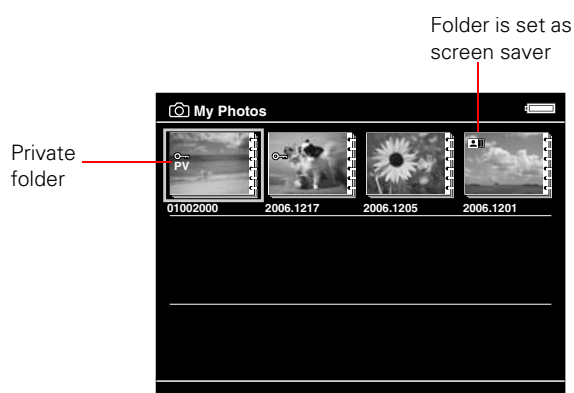 Folder is set as
screen saver
My Photos
Private
folder
PV
01002000
2006.1217
2006.1205
2006.1201